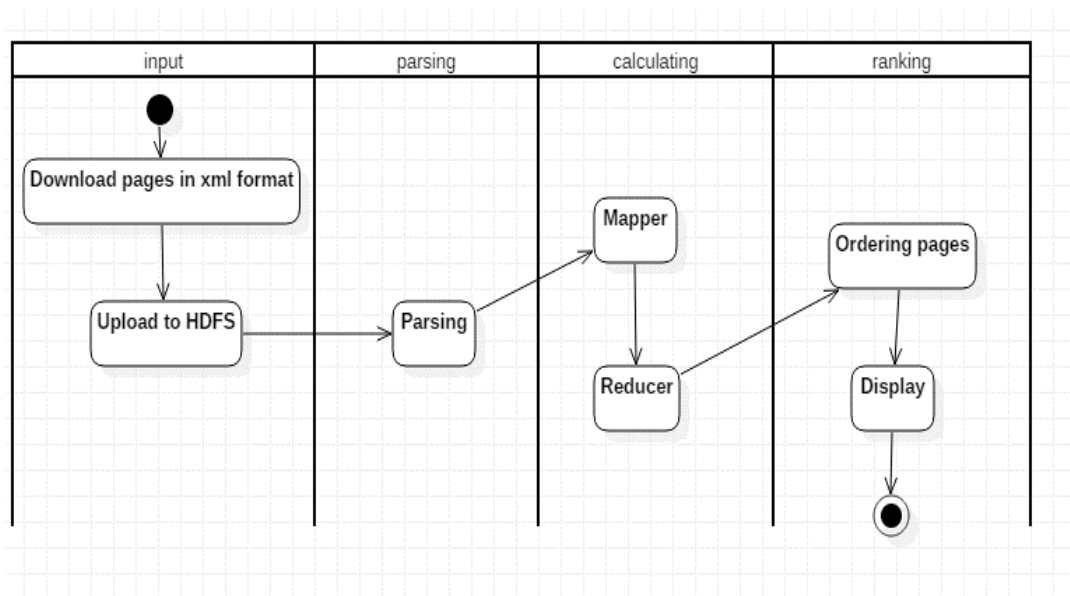 input
parsing
calculating
ranking
Download pages in xml format
Upload to HDFS
Parsing
Mapper
Reducer
Ordering pages
Display